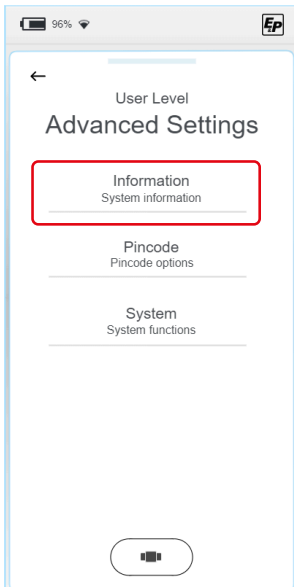 96%
EP
User Level
Advanced Settings
Information
System information
Pincode
Pincode options
System
System functions